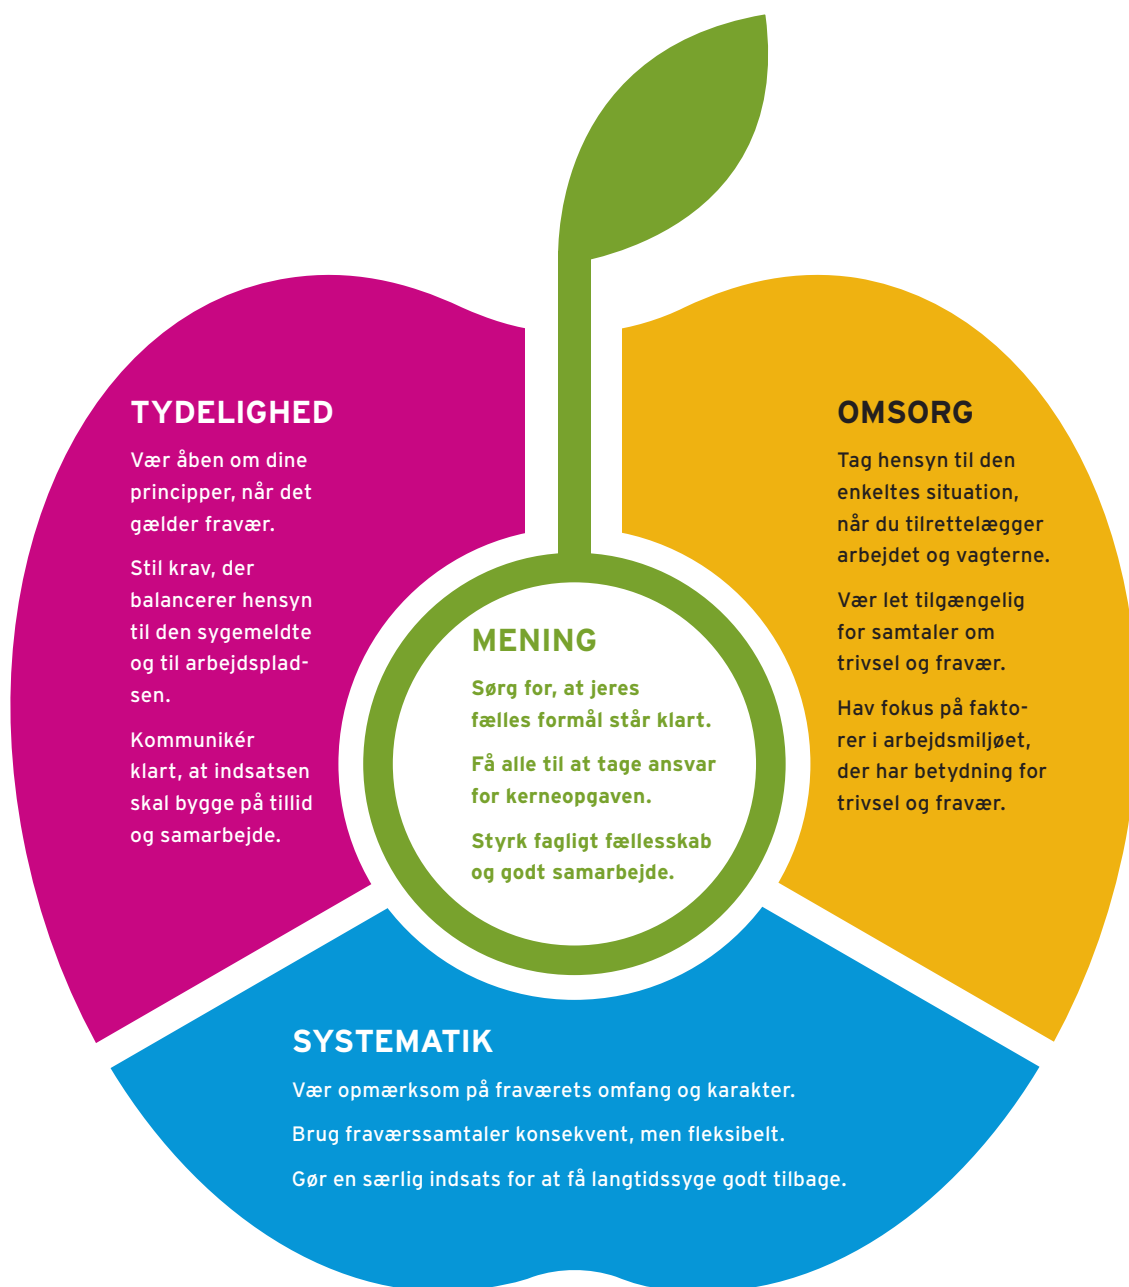 TYDELIGHED
Vær åben om dine
principper, når det
gælder fravær.
Stil krav, der
balancerer hensyn
til den sygemeldte
og til arbejdsplad-
sen.
Kommunikér
klart, at indsatsen
skal bygge på tillid
og samarbejde.
OMSORG
Tag hensyn til den
enkeltes situation,
når du tilrettelægger
arbejdet og vagterne.
Vær let tilgængelig
for samtaler om
trivsel og fravær.
Hav fokus på fakto-
rer i arbejdsmiljøet,
der har betydning for
trivsel og fravær.
MENING
Sørg for, at jeres
fælles formål står klart.
Få alle til at tage ansvar
for kerneopgaven.
Styrk fagligt fællesskab
og godt samarbejde.
SYSTEMATIK
Vær opmærksom på fraværets omfang og karakter.
Brug fraværssamtaler konsekvent, men fleksibelt.
Gør en særlig indsats for at få langtidssyge godt tilbage.